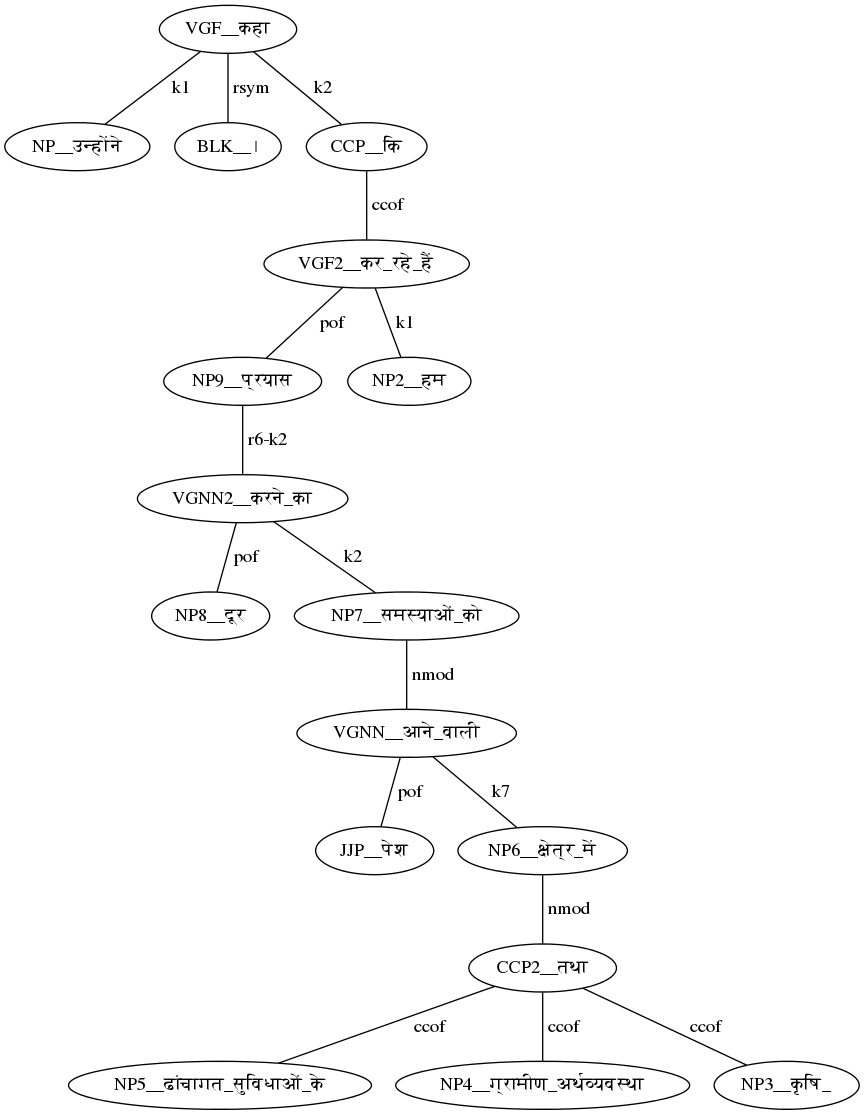 VGF__कहा
k1
rsym
k2
NP__उन्होंने
BLK__।
CCP__कि
ccof
VGF2__कर_रहे_हैं
pof
k1
NP9__प्रयास
NP2__हम
r6-k2
VGNN2__करने_का
pof
k2
NP8__दूर
NP7__समस्याओं_को
nmod
VGNN__आने_वाली
pof
k7
JJP__पेश
NP6__क्षेत्र_में
nmod
CCP2__तथा
ccof
ccof
ccof
NP5__ढांचागत_सुविधाओं_के
NP4__ग्रामीण_अर्थव्यवस्था
NP3__कृषि_